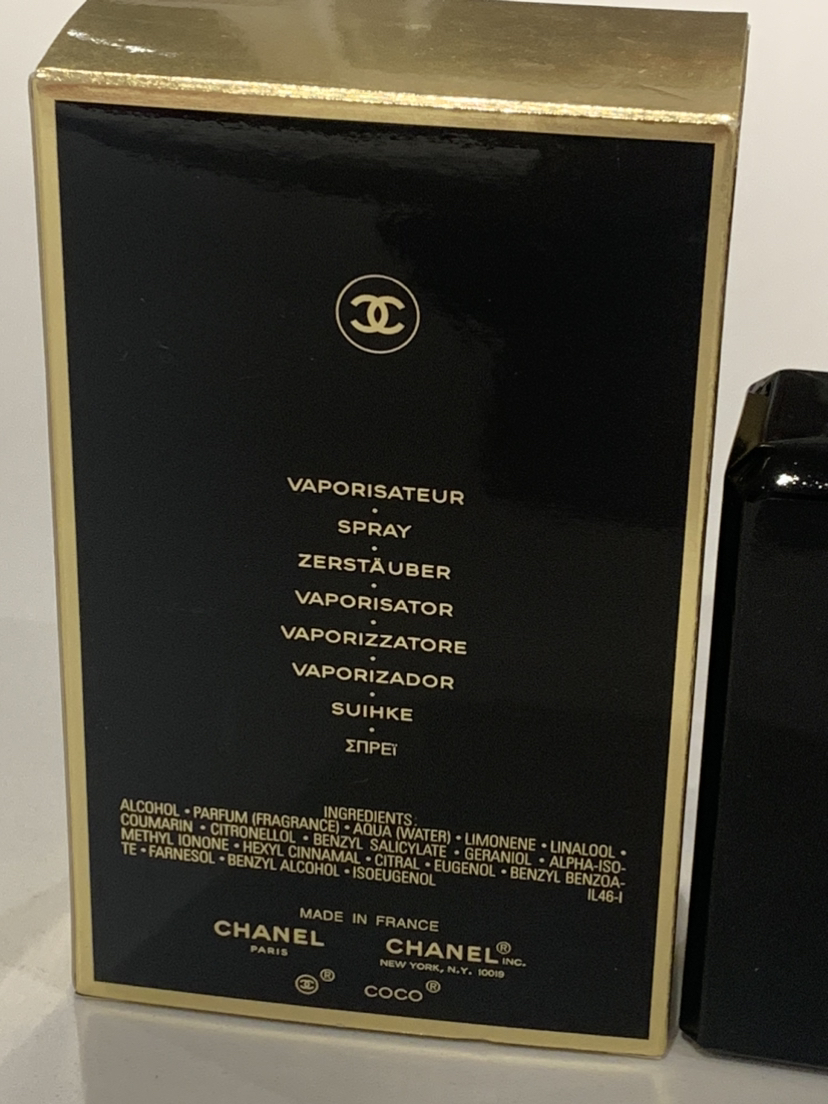 VAPORISATEUR
•
SPRAY
•
ZERSTÄUBER
•
VAPORISATOR
•
VAPORIZZATORE
•
VAPORIZADOR
•
SUIHKE
•
ΣΠΡΕΪ
INGREDIENTS:
ALCOHOL • PARFUM (FRAGRANCE) • AQUA (WATER) • LIMONENE • LINALOOL •
COUMARIN • CITRONELLOL • BENZYL SALICYLATE • GERANIOL • ALPHA-ISO-
METHYL IONONE • HEXYL CINNAMAL • CITRAL • EUGENOL • BENZYL BENZOA-
TE • FARNESOL • BENZYL ALCOHOL • ISOEUGENOL
IL46-I
MADE IN FRANCE
CHANEL CHANEL® INC.
PARIS NEW YORK, N.Y. 10019
® COCO®